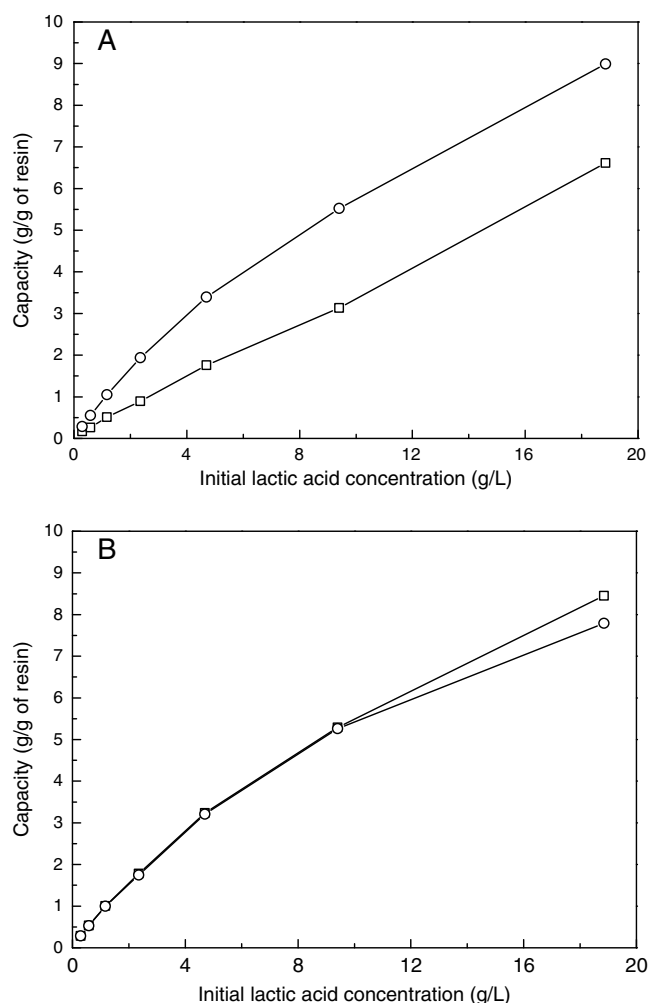 A
10
9
8
7
6
5
4
3
2
1
0
Capacity (g/g of resin)
0 4 8 12 16 20
Initial lactic acid concentration (g/L)
B
10
9
8
7
6
5
4
3
2
1
0
Capacity (g/g of resin)
0 4 8 12 16 20
Initial lactic acid concentration (g/L)